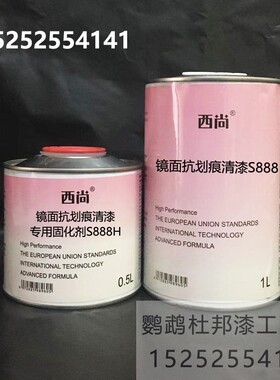 15252554141
西尚
镜面抗划痕清漆
专用固化剂S888H
High Performance
THE EUROPEAN UNION STANDARDS
INTERNATIONAL TECHNOLOGY
ADVANCED FORMULA
0.5L
西尚
镜面抗划痕清漆S888
High Performance
THE EUROPEAN UNION STANDARDS
INTERNATIONAL TECHNOLOGY
ADVANCED FORMULA
1L
鹦鹉杜邦漆工
152525541